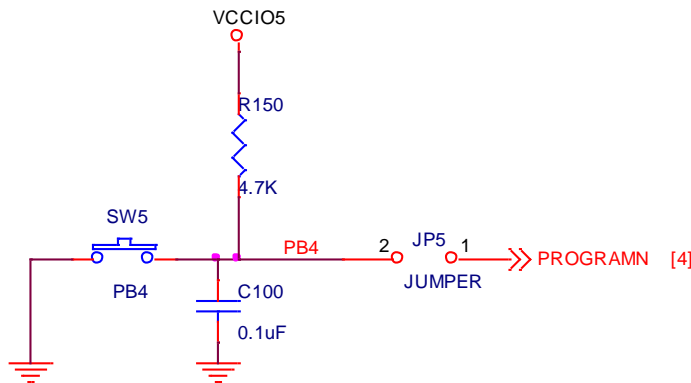 VCCIO5
R150
4.7K
SW5
PB4
2
JP5
1
PROGRAMN [4]
PB4
C100
JUMPER
0.1uF